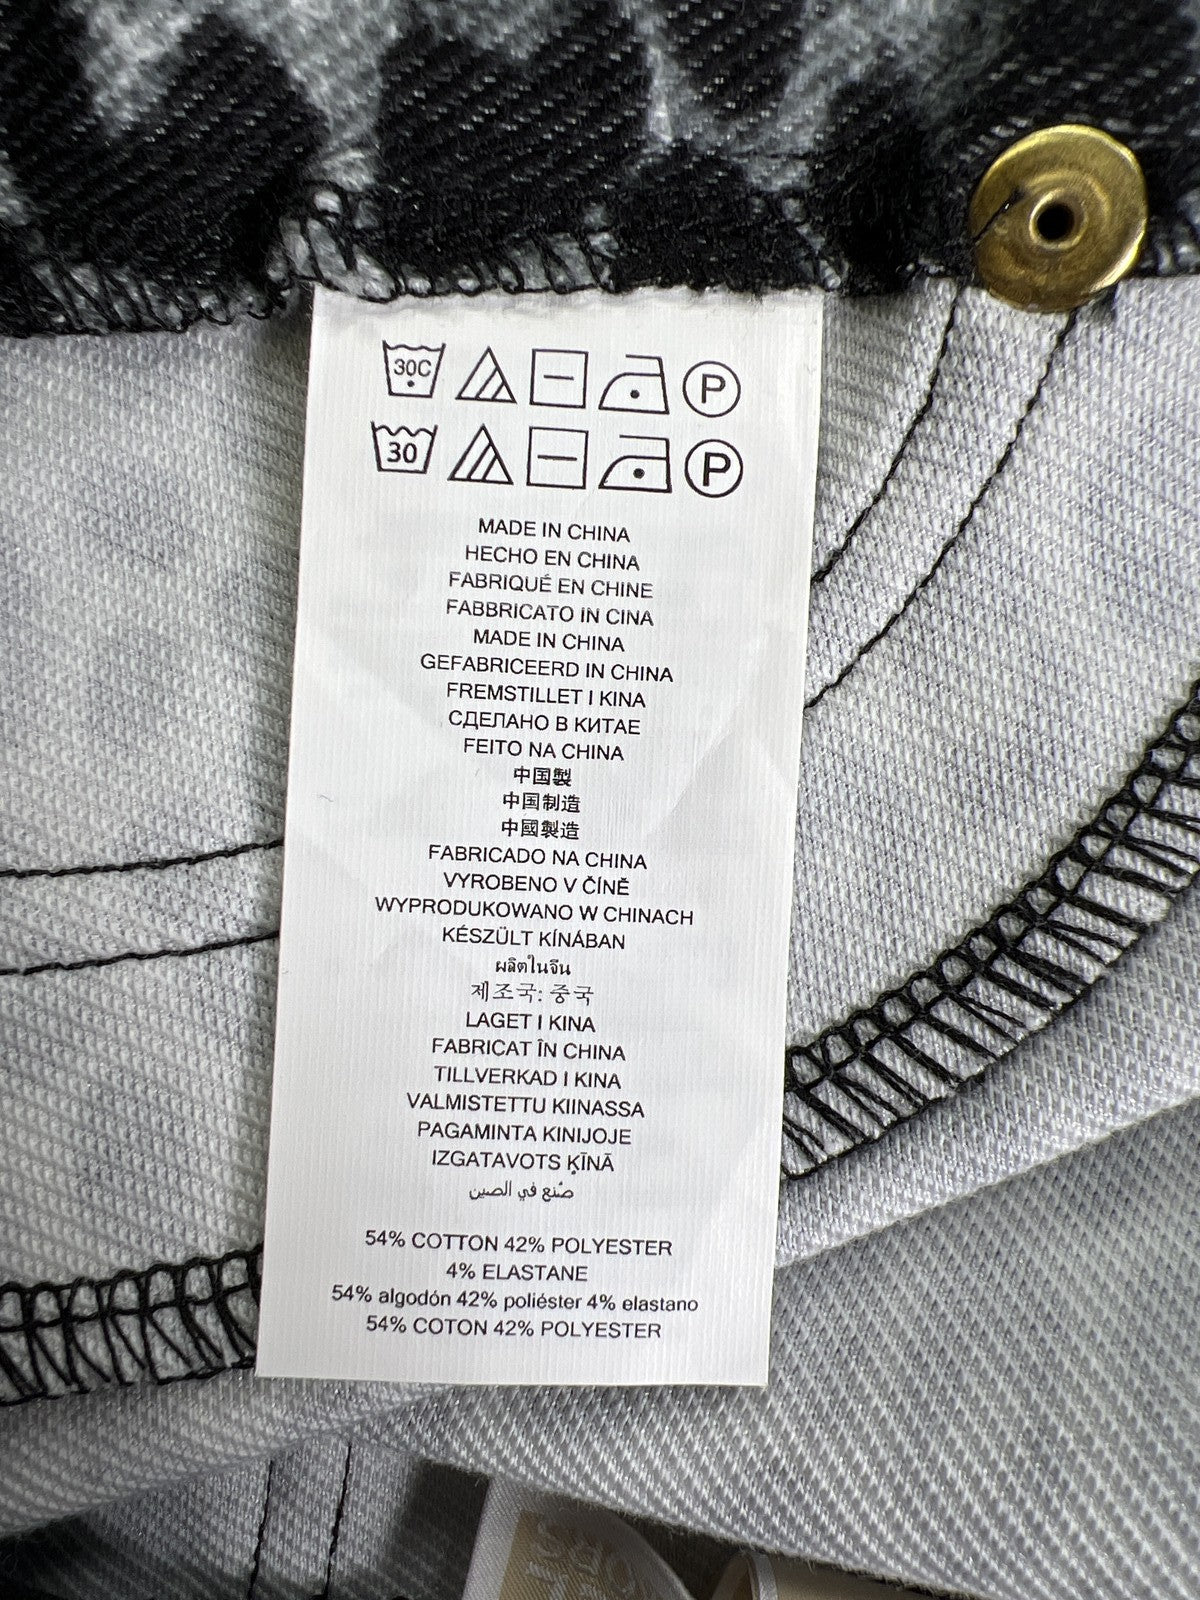 30C P
30 P
MADE IN CHINA
HECHO EN CHINA
FABRIQUÉ EN CHINE
FABBRICATO IN CINA
MADE IN CHINA
GEFABRICEERD IN CHINA
FREMSTILLET I KINA
СДЕЛАНО В КИТАЕ
FEITO NA CHINA
中国製
中国制造
中國製造
FABRICADO NA CHINA
VYROBENO V ČÍNĚ
WYPRODUKOWANO W CHINACH
KÉSZÜLT KÍNÁBAN
ผลิตในจีน
제조국: 중국
LAGET I KINA
FABRICAT ÎN CHINA
TILLVERKAD I KINA
VALMISTETTU KIINASSA
PAGAMINTA KINIJOJE
IZGATAVOTS ĶĪNĀ
صُنع في الصين
54% COTTON 42% POLYESTER
4% ELASTANE
54% algodón 42% poliéster 4% elastano
54% COTON 42% POLYESTER